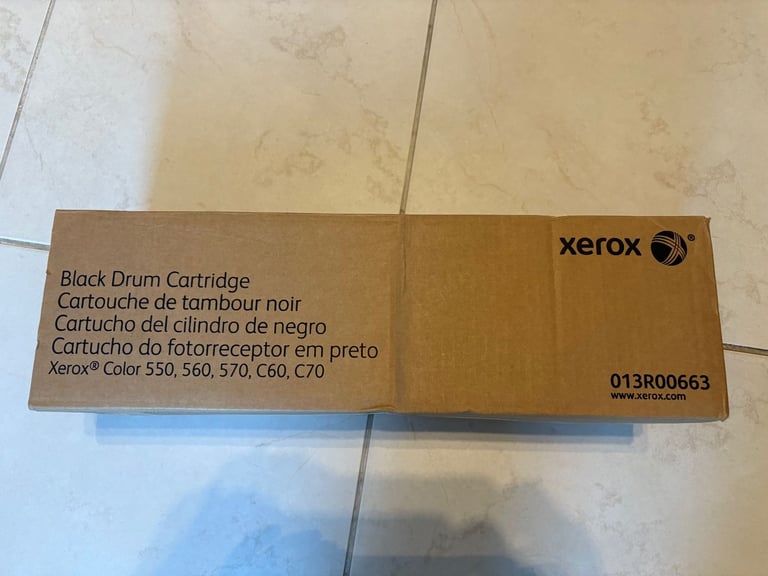 Black Drum Cartridge
Cartouche de tambour noir
Cartucho del cilindro de negro
Cartucho do fotorreceptor em preto
Xerox® Color 550, 560, 570, C60, C70
xerox ®
013R00663
www.xerox.com